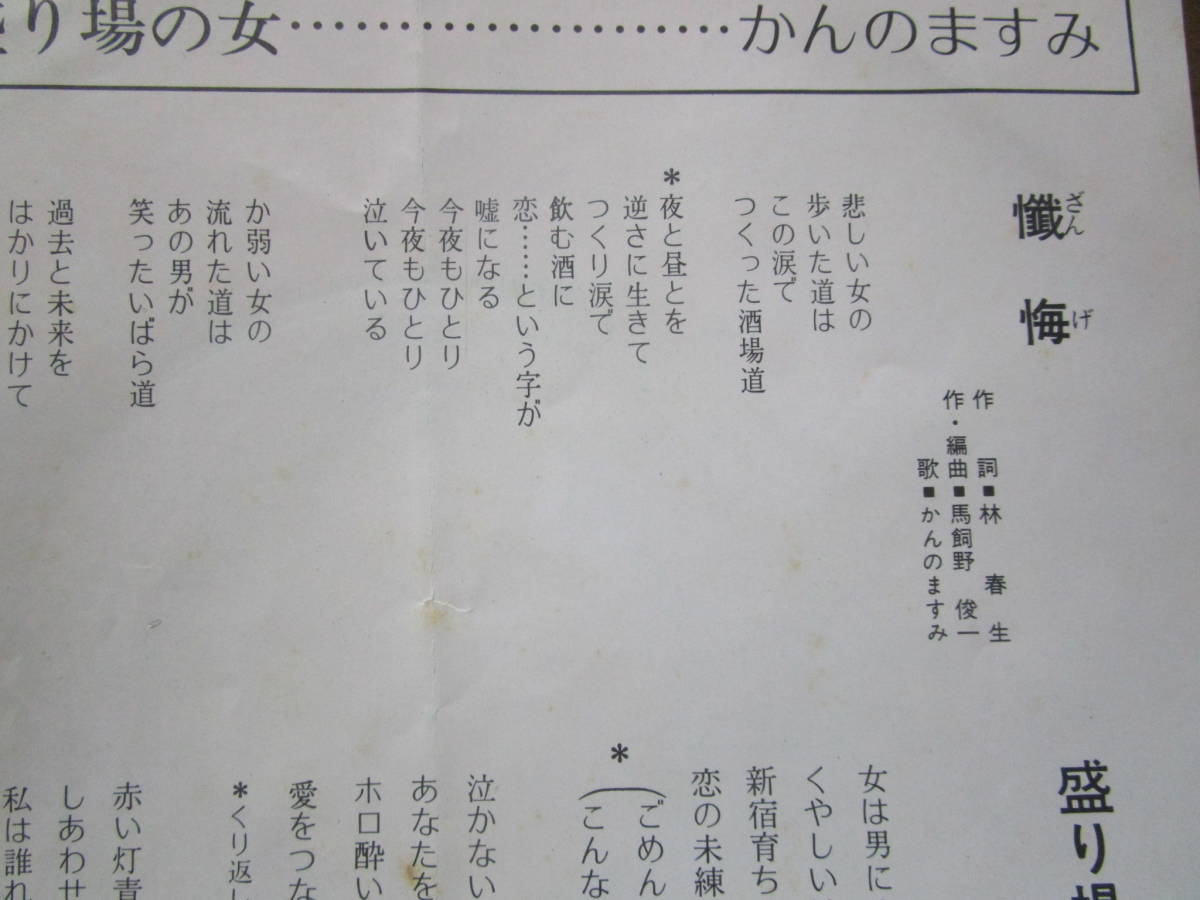 盛り場の女…………………かんのますみ
懺悔
ざんげ
作詞■林春生
作・編曲■馬飼野俊一
歌■かんのますみ
悲しい女の
歩いた道は
この涙で
つくった酒場道
*夜と昼とを
逆さに生きて
つくり涙で
飲む酒に
恋……という字が
嘘になる
今夜もひとり
今夜もひとり
泣いている
か弱い女の
流れた道は
あの男が
笑ったいばら道
過去と未来を
はかりにかけて
盛り場
女は男に
くやしい
新宿育ち
恋の未練
*(ごめん
こんな
泣かない
あなたを
ホロ酔い
愛をつな
*くり返し
赤い灯青
しあわせ
私は誰れ